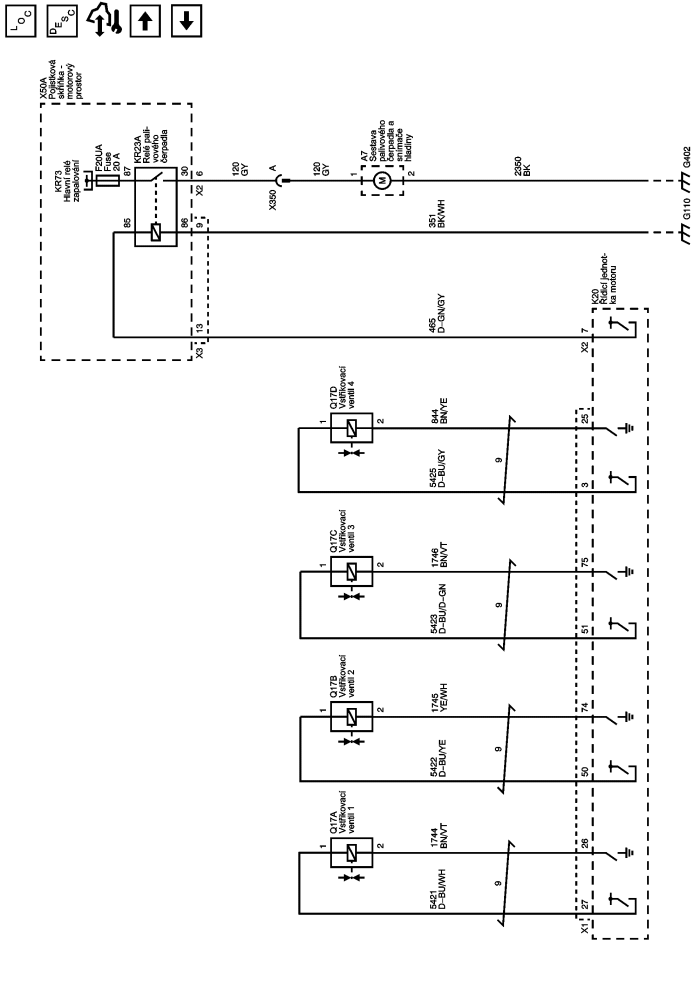 LOC
DESC
X50A
Pojistková
skříňka -
motorový
prostor
KR73
Hlavní relé
zapalování
F20UA
Fuse
20 A
KR23A
Relé pali-
vového
čerpadla
87
30
6
X2
85
86
9
13
X3
120
GY
A
X350
120
GY
A7
Sestava
palivového
čerpadla a
snímače
hladiny
1
M
2
2350
BK
G402
351
BK/WH
G110
465
D-GN/GY
7
X2
K20
Řídicí jednot-
ka motoru
Q17D
Vstřikovací
ventil 4
1
2
844
BN/YE
25
5425
D-BU/GY
9
3
Q17C
Vstřikovací
ventil 3
1
2
1746
BN/VT
75
5423
D-BU/D-GN
9
51
Q17B
Vstřikovací
ventil 2
1
2
1745
YE/WH
74
5422
D-BU/YE
9
50
Q17A
Vstřikovací
ventil 1
1
2
1744
BN/VT
26
5421
D-BU/WH
9
27
X1